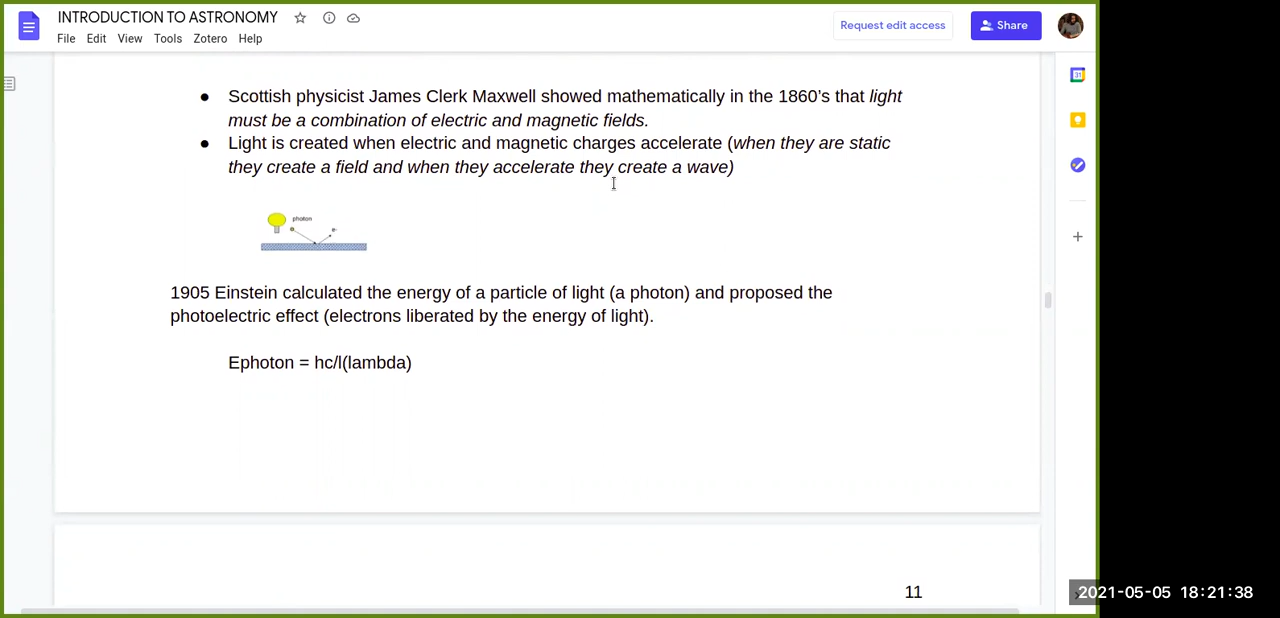 INTRODUCTION TO ASTRONOMY
Request edit access
Share
File Edit View Tools Zotero Help
31
● Scottish physicist James Clerk Maxwell showed mathematically in the 1860’s that light
must be a combination of electric and magnetic fields.
● Light is created when electric and magnetic charges accelerate (when they are static
they create a field and when they accelerate they create a wave)
photon
e-
1905 Einstein calculated the energy of a particle of light (a photon) and proposed the
photoelectric effect (electrons liberated by the energy of light).
Ephoton = hc/l(lambda)
11
2021-05-05 18:21:38